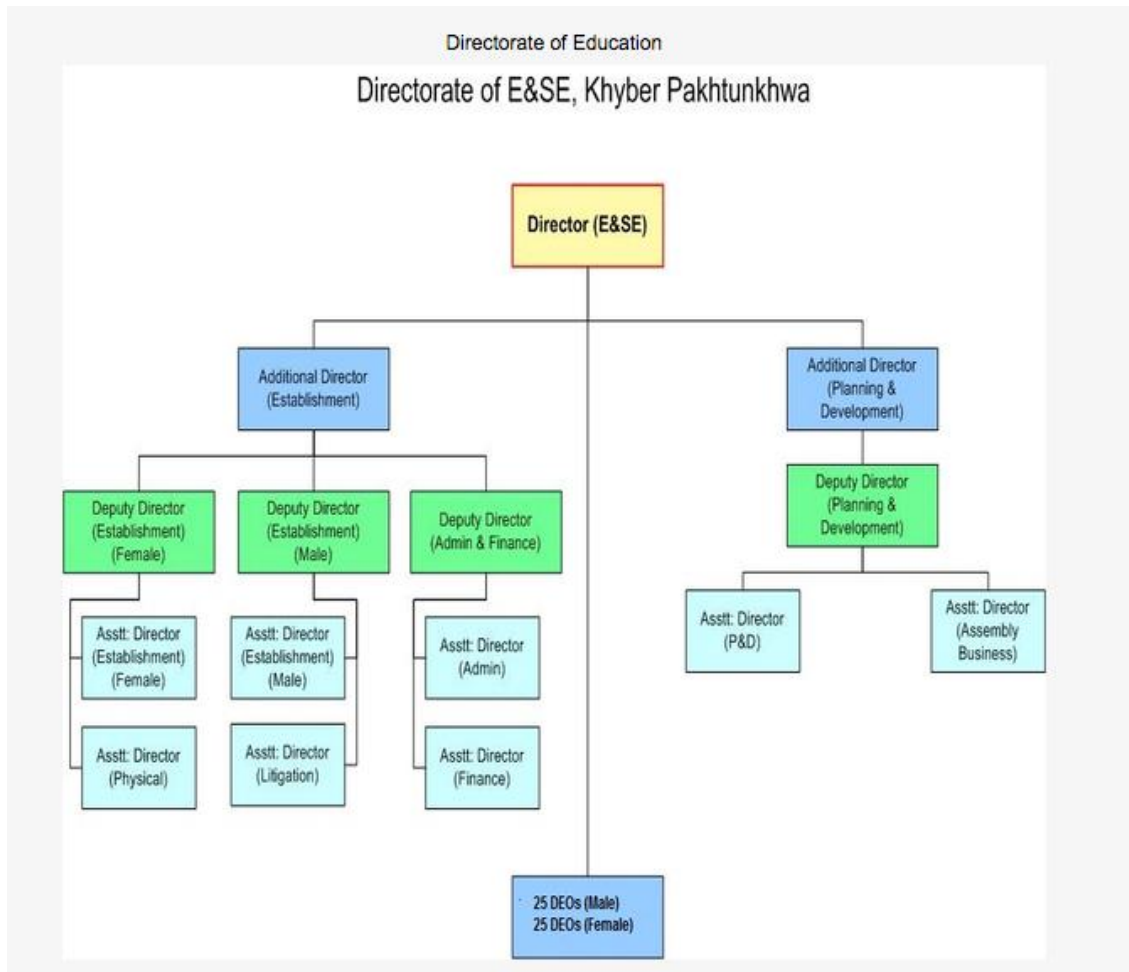 Directorate of Education
Directorate of E&SE, Khyber Pakhtunkhwa
Director (E&SE)
Additional Director
(Establishment)
Additional Director
(Planning &
Development)
Deputy Director
(Establishment)
(Female)
Deputy Director
(Establishment)
(Male)
Deputy Director
(Admin & Finance)
Deputy Director
(Planning &
Development)
Asstt: Director
(Establishment)
(Female)
Asstt: Director
(Establishment)
(Male)
Asstt: Director
(Admin)
Asstt: Director
(P&D)
Asstt: Director
(Assembly
Business)
Asstt: Director
(Physical)
Asstt: Director
(Litigation)
Asstt: Director
(Finance)
25 DEOs (Male)
25 DEOs (Female)